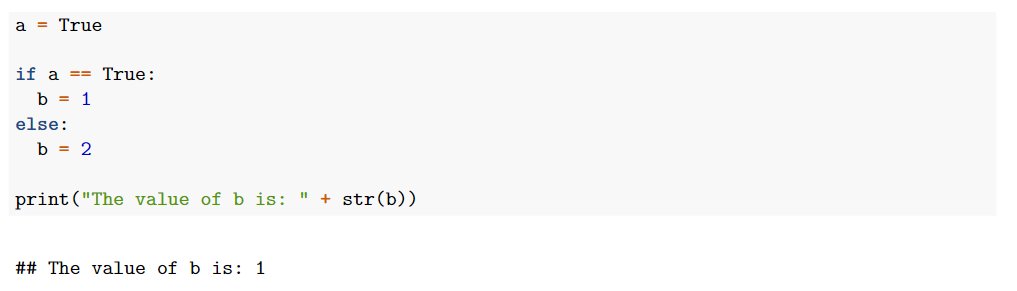 a = True
if a == True:
  b = 1
else:
  b = 2
print("The value of b is: " + str(b))
## The value of b is: 1